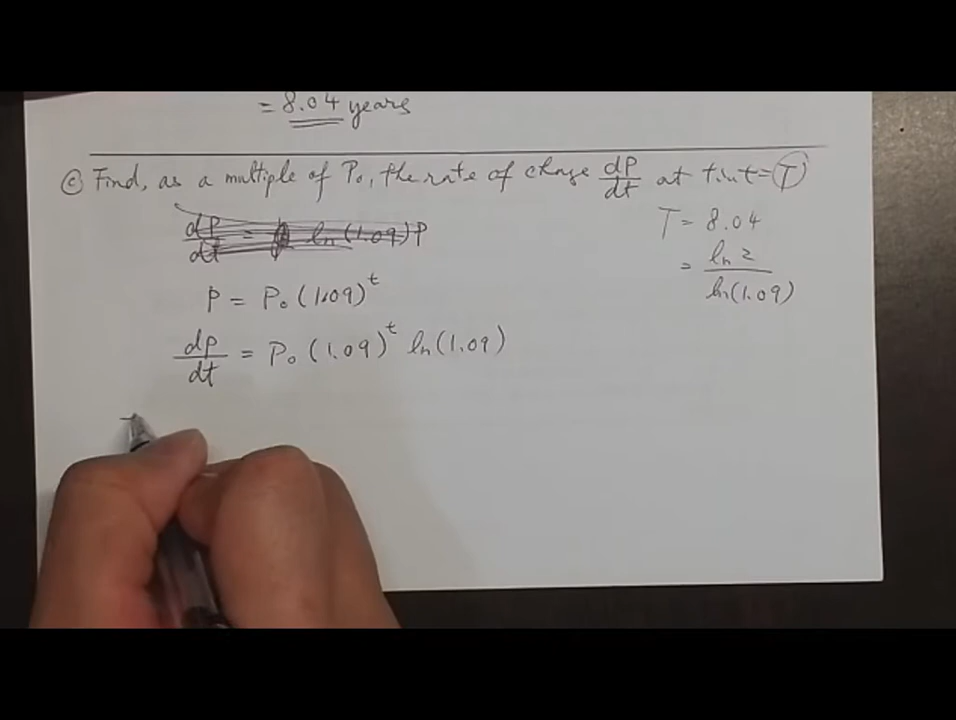 = 8.04 years
Ⓒ Find, as a multiple of P₀, the rate of change dP/dt at time t=T
dP/dt = ln(1.09)P
T = 8.04
= ln 2 / ln(1.09)
P = P₀(1.09)^t
dP/dt = P₀(1.09)^t ln(1.09)